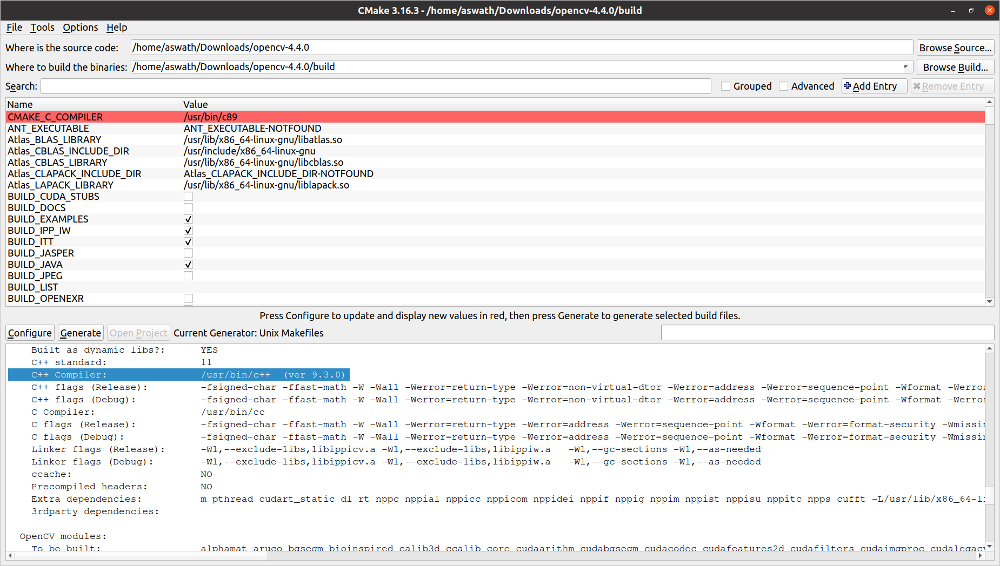 CMake 3.16.3 - /home/aswath/Downloads/opencv-4.4.0/build
File Tools Options Help
Where is the source code: /home/aswath/Downloads/opencv-4.4.0 Browse Source...
Where to build the binaries: /home/aswath/Downloads/opencv-4.4.0/build Browse Build...
Search: Grouped Advanced Add Entry Remove Entry
Name Value
CMAKE_C_COMPILER /usr/bin/c89
ANT_EXECUTABLE ANT_EXECUTABLE-NOTFOUND
Atlas_BLAS_LIBRARY /usr/lib/x86_64-linux-gnu/libatlas.so
Atlas_CBLAS_INCLUDE_DIR /usr/include/x86_64-linux-gnu
Atlas_CBLAS_LIBRARY /usr/lib/x86_64-linux-gnu/libcblas.so
Atlas_CLAPACK_INCLUDE_DIR Atlas_CLAPACK_INCLUDE_DIR-NOTFOUND
Atlas_LAPACK_LIBRARY /usr/lib/x86_64-linux-gnu/liblapack.so
BUILD_CUDA_STUBS
BUILD_DOCS
BUILD_EXAMPLES
BUILD_IPP_IW
BUILD_ITT
BUILD_JASPER
BUILD_JAVA
BUILD_JPEG
BUILD_LIST
BUILD_OPENEXR
Press Configure to update and display new values in red, then press Generate to generate selected build files.
Configure Generate Open Project Current Generator: Unix Makefiles
Built as dynamic libs?: YES
C++ standard: 11
C++ Compiler: /usr/bin/c++ (ver 9.3.0)
C++ flags (Release): -fsigned-char -ffast-math -W -Wall -Werror=return-type -Werror=non-virtual-dtor -Werror=address -Werror=sequence-point -Wformat -Werro
C++ flags (Debug): -fsigned-char -ffast-math -W -Wall -Werror=return-type -Werror=non-virtual-dtor -Werror=address -Werror=sequence-point -Wformat -Werro
C Compiler: /usr/bin/cc
C flags (Release): -fsigned-char -ffast-math -W -Wall -Werror=return-type -Werror=address -Werror=sequence-point -Wformat -Werror=format-security -Wmissin
C flags (Debug): -fsigned-char -ffast-math -W -Wall -Werror=return-type -Werror=address -Werror=sequence-point -Wformat -Werror=format-security -Wmissin
Linker flags (Release): -Wl,--exclude-libs,libippicv.a -Wl,--exclude-libs,libippiw.a -Wl,--gc-sections -Wl,--as-needed
Linker flags (Debug): -Wl,--exclude-libs,libippicv.a -Wl,--exclude-libs,libippiw.a -Wl,--gc-sections -Wl,--as-needed
ccache: NO
Precompiled headers: NO
Extra dependencies: m pthread cudart_static dl rt nppc nppial nppicc nppicom nppidei nppif nppig nppim nppist nppisu nppitc npps cufft -L/usr/lib/x86_64-li
3rdparty dependencies:
OpenCV modules:
To be built: alphamat aruco bgsegm bioinspired calib3d ccalib core cudaarithm cudabgsegm cudacodec cudafeatures2d cudafilters cudaimgproc cudalegacy